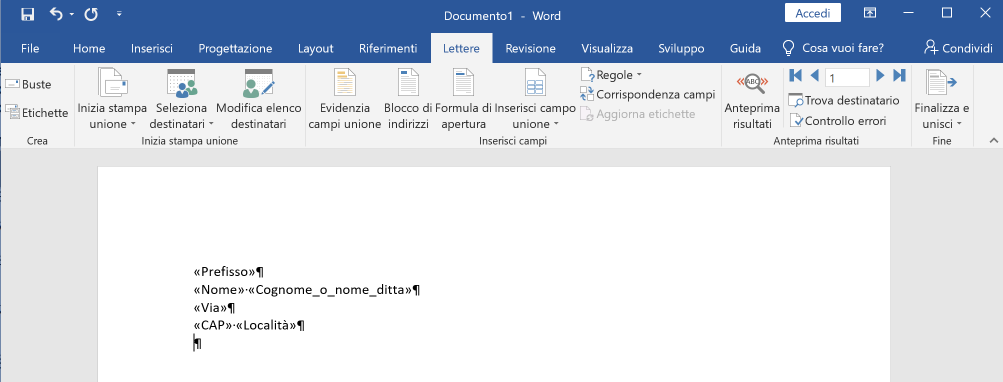 Documento1 - Word
Accedi
File Home Inserisci Progettazione Layout Riferimenti Lettere Revisione Visualizza Sviluppo Guida Cosa vuoi fare? Condividi
Buste
Etichette
Crea
Inizia stampa
unione
Seleziona
destinatari
Modifica elenco
destinatari
Inizia stampa unione
Evidenzia
campi unione
Blocco di
indirizzi
Formula di
apertura
Inserisci campo
unione
Regole
Corrispondenza campi
Aggiorna etichette
Inserisci campi
ABC
Anteprima
risultati
1
Trova destinatario
Controllo errori
Anteprima risultati
Finalizza e
unisci
Fine
«Prefisso»¶
«Nome»·«Cognome_o_nome_ditta»¶
«Via»¶
«CAP»·«Località»¶
¶